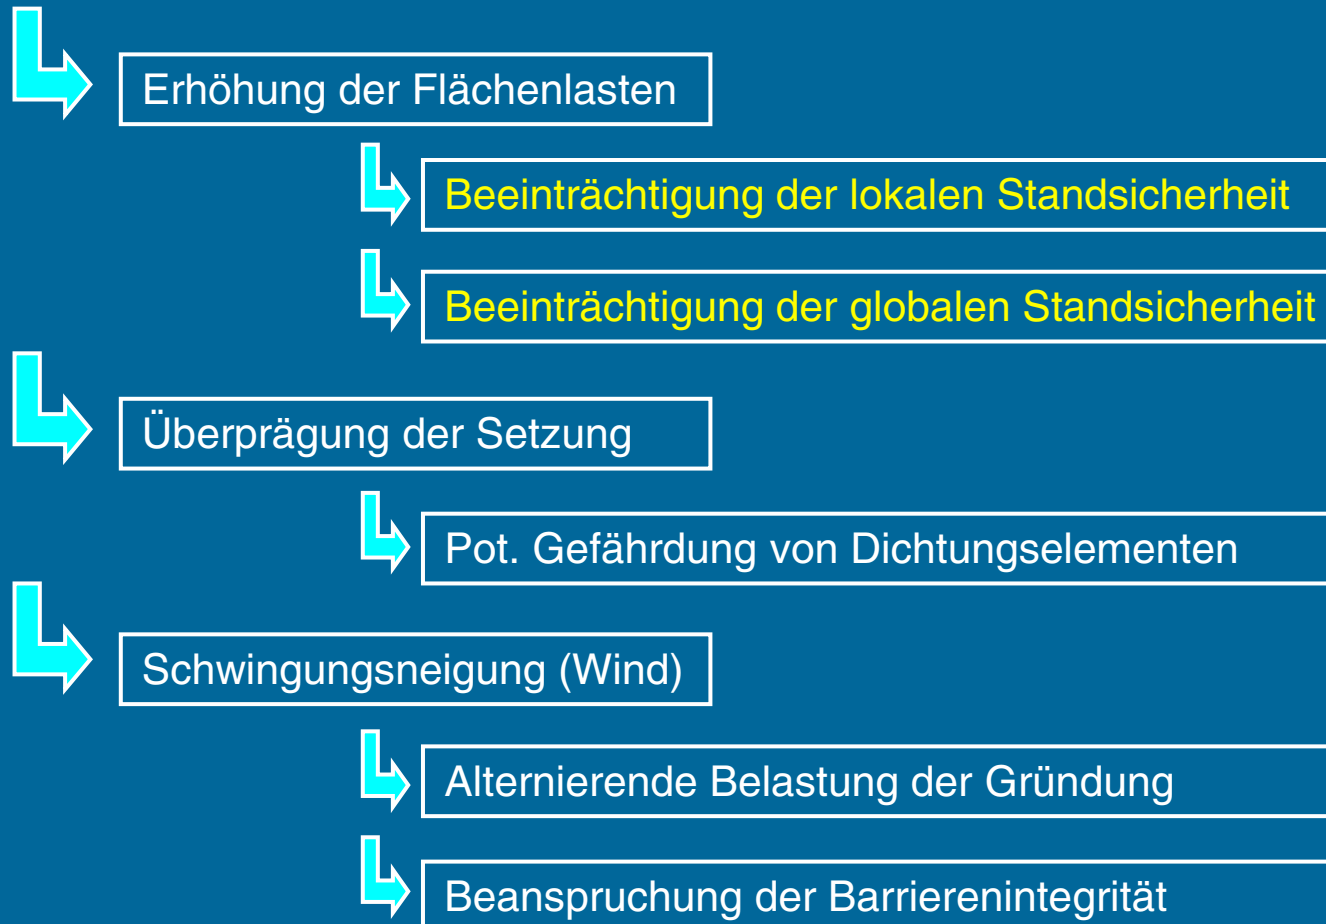 Erhöhung der Flächenlasten
Beeinträchtigung der lokalen Standsicherheit
Beeinträchtigung der globalen Standsicherheit
Überprägung der Setzung
Pot. Gefährdung von Dichtungselementen
Schwingungsneigung (Wind)
Alternierende Belastung der Gründung
Beanspruchung der Barrierenintegrität